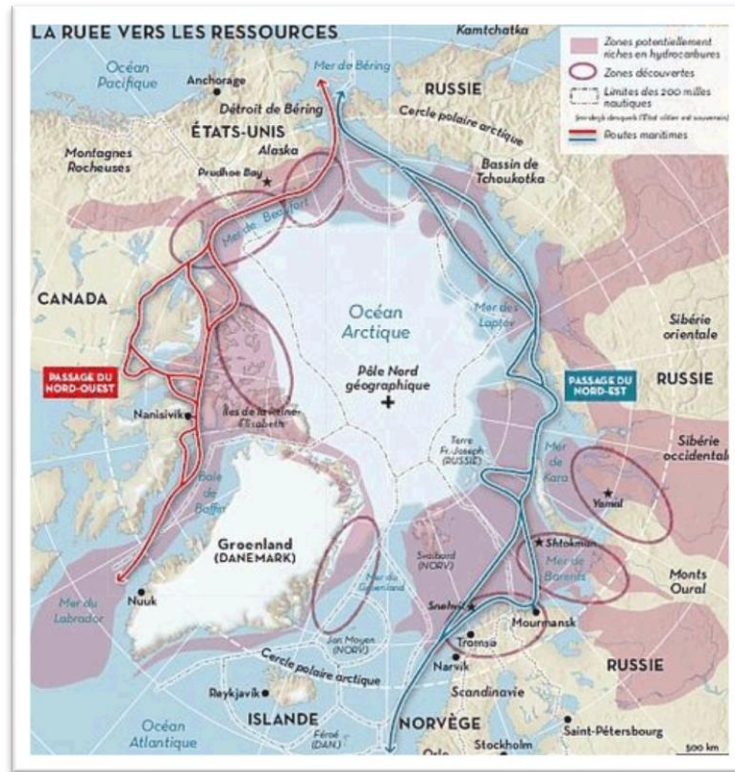 LA RUEE VERS LES RESSOURCES
Kamtchatka
Mer de Béring
Océan
Pacifique
Anchorage
Détroit de Béring
RUSSIE
ÉTATS-UNIS
Alaska
Cercle polaire arctique
Zones potentiellement
riches en hydrocarbures
Zones découvertes
Limites des 200 milles
nautiques
Routes maritimes
Montagnes
Rocheuses
Prudhoe Bay
Bassin de
Tchoukotka
Mer de Beaufort
CANADA
Océan
Arctique
Mer des
Laptev
Sibérie
orientale
PASSAGE DU
NORD-OUEST
Pôle Nord
géographique
PASSAGE DU
NORD-EST
RUSSIE
Nanisivik
Îles de la Reine-
Elisabeth
Terre
Fr.-Joseph
(RUSSIE)
Mer
de
Kara
Sibérie
occidentale
Baie
de
Baffin
Yamal
Groenland
(DANEMARK)
Svalbard
(NORV)
Shtokman
Mer de
Barents
Monts
Oural
Mer du
Groenland
Nuuk
Mer du
Labrador
Snøhvit
Mourmansk
Jan Mayen
(NORV)
Tromsø
Narvik
RUSSIE
Cercle polaire arctique
Reykjavik
Scandinavie
ISLANDE
NORVÈGE
Océan
Atlantique
Féroé
(DAN.)
Saint-Pétersbourg
Stockholm
500 km